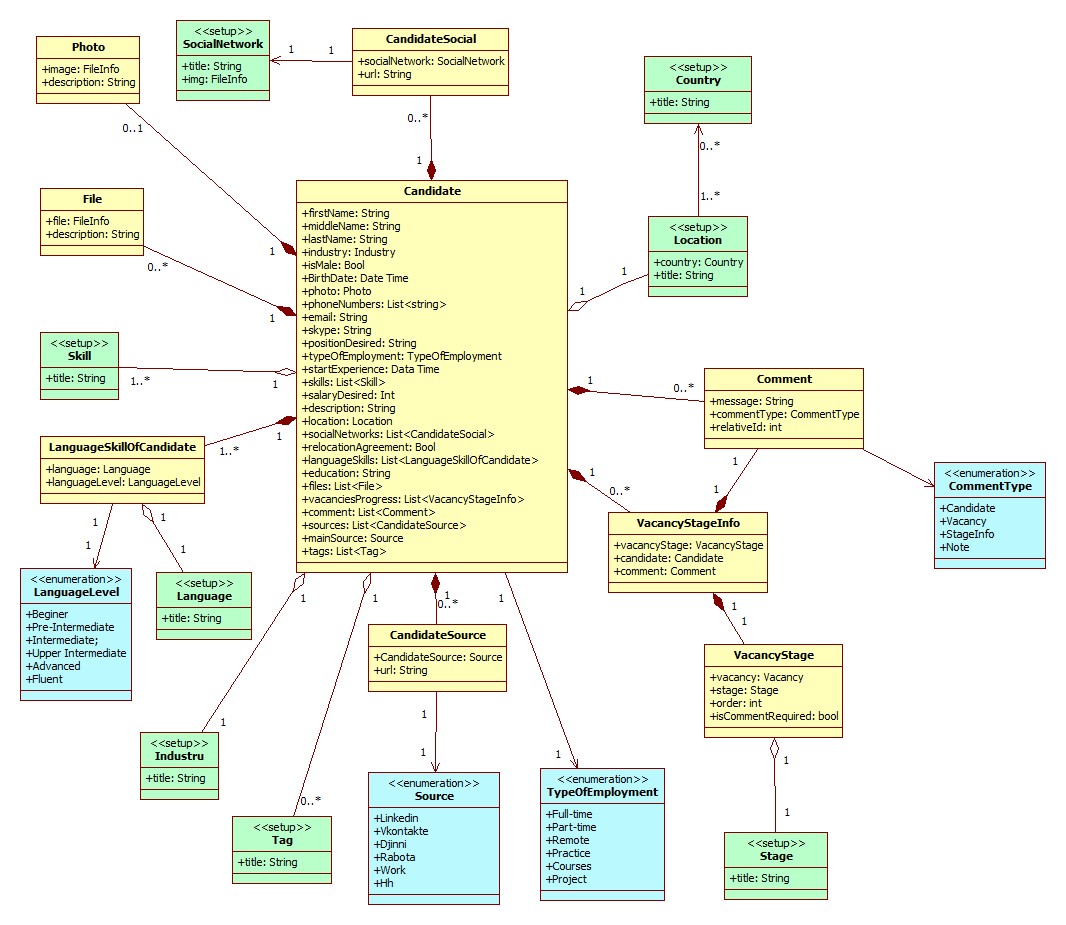 Photo
+image: FileInfo
+description: String
0..1
1
<<setup>>
SocialNetwork
+title: String
+img: FileInfo
1
1
CandidateSocial
+socialNetwork: SocialNetwork
+url: String
0..*
1
<<setup>>
Country
+title: String
0..*
1..*
<<setup>>
Location
+country: Country
+title: String
1
1
File
+file: FileInfo
+description: String
0..*
1
Candidate
+firstName: String
+middleName: String
+lastName: String
+industry: Industry
+isMale: Bool
+BirthDate: Date Time
+photo: Photo
+phoneNumbers: List<string>
+email: String
+skype: String
+positionDesired: String
+typeOfEmployment: TypeOfEmployment
+startExperience: Data Time
+skills: List<Skill>
+salaryDesired: Int
+description: String
+location: Location
+socialNetworks: List<CandidateSocial>
+relocationAgreement: Bool
+languageSkills: List<LanguageSkillOfCandidate>
+education: String
+files: List<File>
+vacanciesProgress: List<VacancyStageInfo>
+comment: List<Comment>
+sources: List<CandidateSource>
+mainSource: Source
+tags: List<Tag>
<<setup>>
Skill
+title: String
1..*
1
LanguageSkillOfCandidate
+language: Language
+languageLevel: LanguageLevel
1..*
1
1
1
1
1
<<enumeration>>
LanguageLevel
+Beginer
+Pre-Intermediate
+Intermediate;
+Upper Intermediate
+Advanced
+Fluent
<<setup>>
Language
+title: String
1
0..*
Comment
+message: String
+commentType: CommentType
+relativeId: int
<<enumeration>>
CommentType
+Candidate
+Vacancy
+StageInfo
+Note
1
1
1
0..*
VacancyStageInfo
+vacancyStage: VacancyStage
+candidate: Candidate
+comment: Comment
1
1
VacancyStage
+vacancy: Vacancy
+stage: Stage
+order: int
+isCommentRequired: bool
1
1
<<setup>>
Stage
+title: String
1
1
<<setup>>
Industru
+title: String
1
0..*
<<setup>>
Tag
+title: String
1
0..*
CandidateSource
+CandidateSource: Source
+url: String
1
1
<<enumeration>>
Source
+Linkedin
+Vkontakte
+Djinni
+Rabota
+Work
+Hh
1
1
<<enumeration>>
TypeOfEmployment
+Full-time
+Part-time
+Remote
+Practice
+Courses
+Project